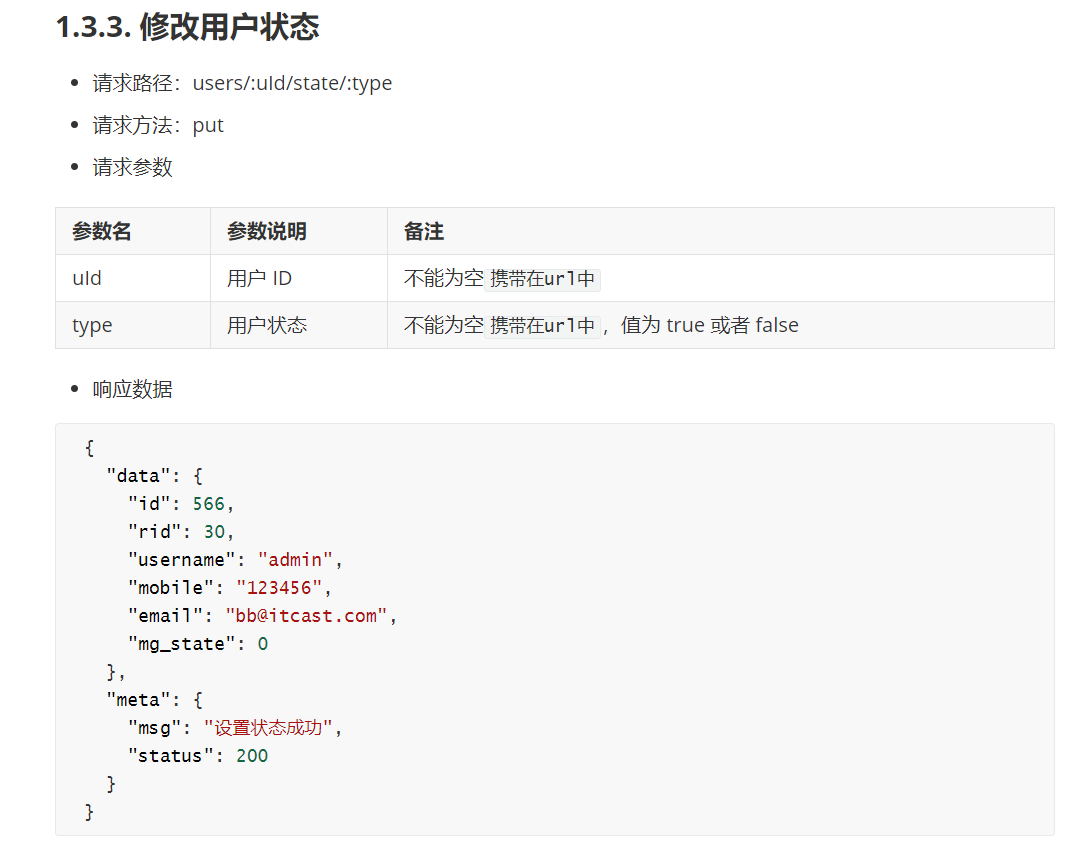 1.3.3. 修改用户状态
请求路径：users/:uId/state/:type
请求方法：put
请求参数
参数名 参数说明 备注
uId 用户 ID 不能为空携带在url中
type 用户状态 不能为空携带在url中，值为 true 或者 false
响应数据
{
"data": {
"id": 566,
"rid": 30,
"username": "admin",
"mobile": "123456",
"email": "bb@itcast.com",
"mg_state": 0
},
"meta": {
"msg": "设置状态成功",
"status": 200
}
}